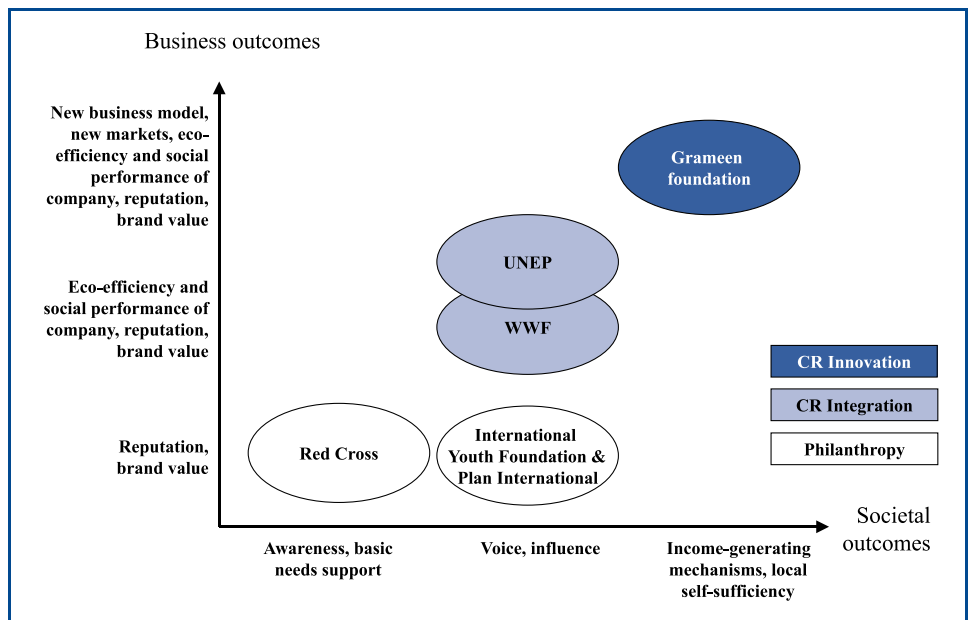 Business outcomes
New business model,
new markets, eco-
efficiency and social
performance of
company, reputation,
brand value
Grameen
foundation
UNEP
Eco-efficiency and
social performance of
company, reputation,
brand value
WWF
CR Innovation
CR Integration
Philanthropy
Reputation,
brand value
Red Cross
International
Youth Foundation &
Plan International
Societal
outcomes
Awareness, basic
needs support
Voice, influence
Income-generating
mechanisms, local
self-sufficiency